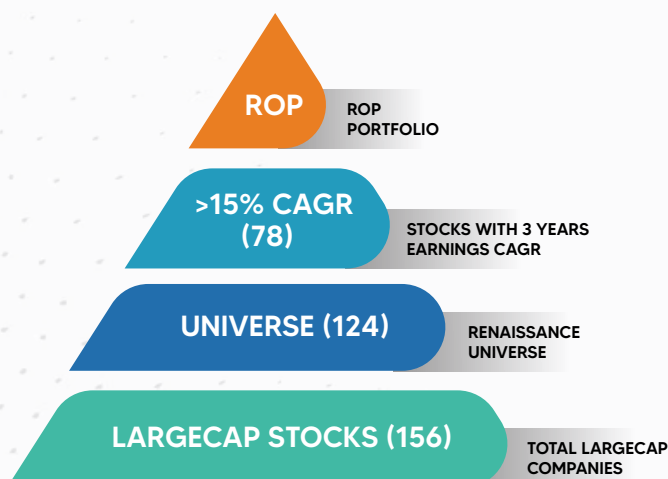 ROP
ROP
PORTFOLIO
>15% CAGR
(78)
STOCKS WITH 3 YEARS
EARNINGS CAGR
UNIVERSE (124)
RENAISSANCE
UNIVERSE
LARGECAP STOCKS (156)
TOTAL LARGECAP
COMPANIES